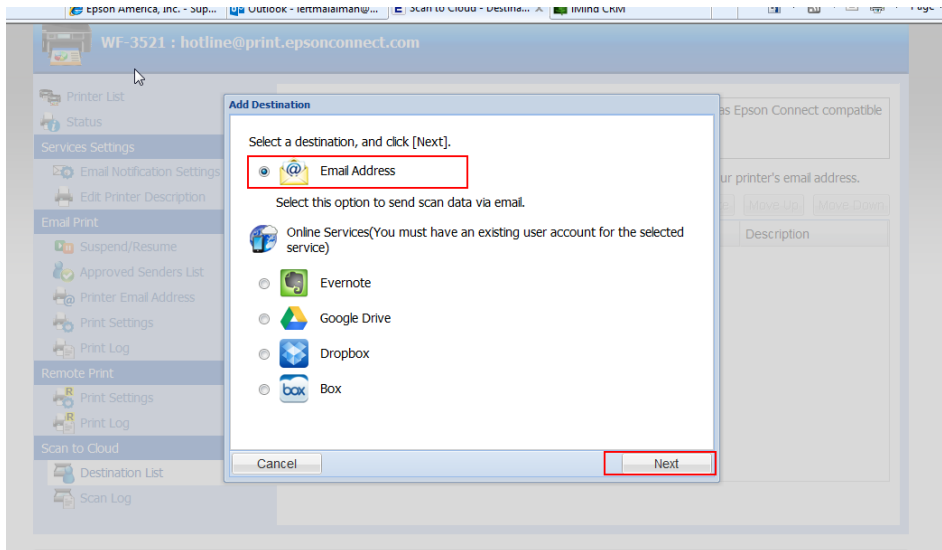 Epson America, Inc. - Sup...
Outlook - leftmalaiman@...
Scan to Cloud - Destina...
iMind CRM
Page
WF-3521 : hotline@print.epsonconnect.com
Printer List
Status
Services Settings
Email Notification Settings
Edit Printer Description
Email Print
Suspend/Resume
Approved Senders List
Printer Email Address
Print Settings
Print Log
Remote Print
Print Settings
Print Log
Scan to Cloud
Destination List
Scan Log
as Epson Connect compatible
ur printer's email address.
Move Up
Move Down
Description
Add Destination
Select a destination, and click [Next].
Email Address
Select this option to send scan data via email.
Online Services(You must have an existing user account for the selected
service)
Evernote
Google Drive
Dropbox
box
Box
Cancel
Next